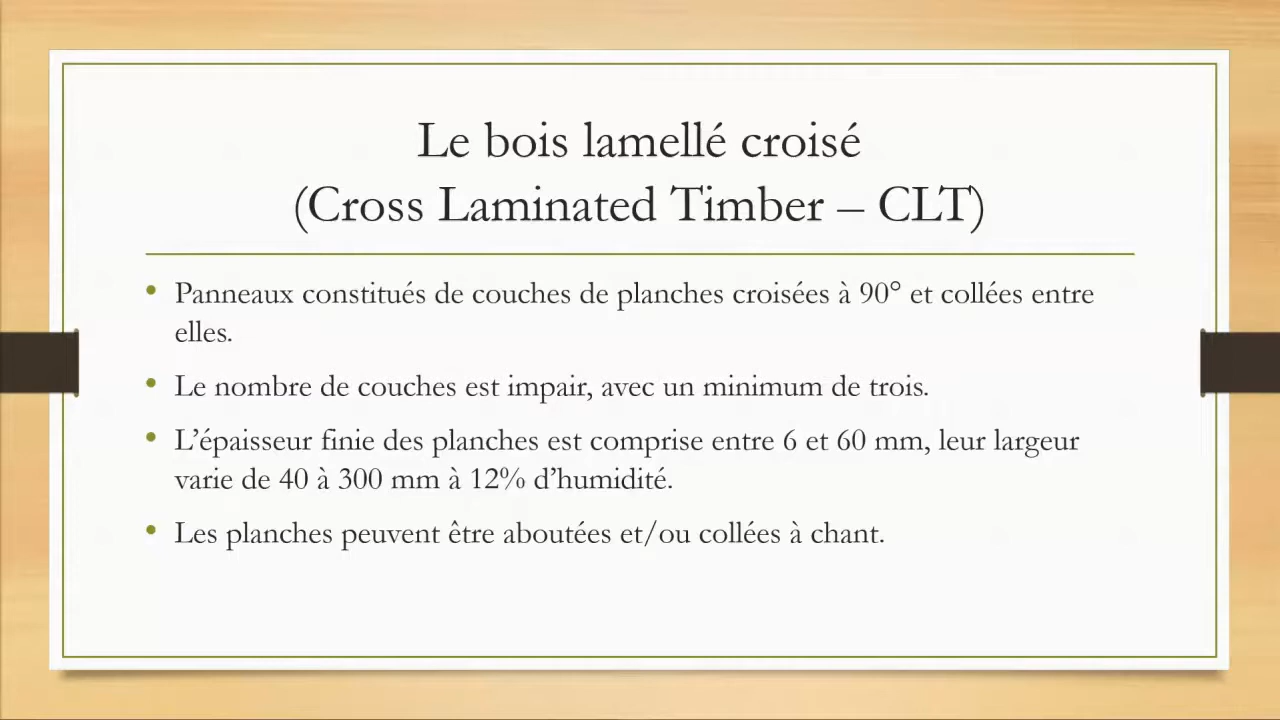 Le bois lamellé croisé
(Cross Laminated Timber – CLT)
• Panneaux constitués de couches de planches croisées à 90° et collées entre
elles.
• Le nombre de couches est impair, avec un minimum de trois.
• L’épaisseur finie des planches est comprise entre 6 et 60 mm, leur largeur
varie de 40 à 300 mm à 12% d’humidité.
• Les planches peuvent être aboutées et/ou collées à chant.